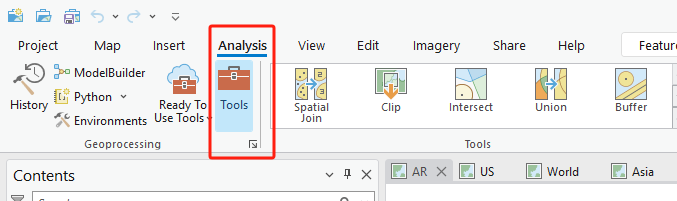 Project Map Insert Analysis View Edit Imagery Share Help Feature
History
ModelBuilder
Python
Environments
Ready To
Use Tools
Tools
Spatial
Join
Clip
Intersect
Union
Buffer
Geoprocessing
Tools
Contents
AR
US
World
Asia